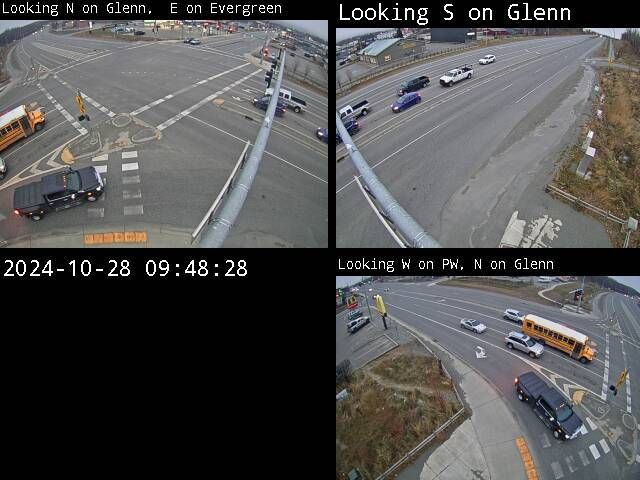 Looking N on Glenn,  E on Evergreen
Looking S on Glenn
2024-10-28 09:48:28
Looking W on PW, N on Glenn